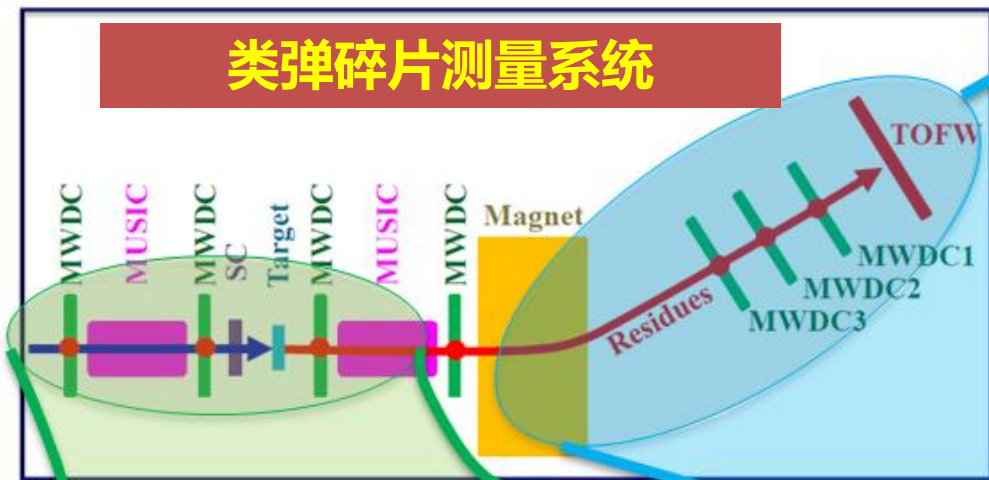 类弹碎片测量系统
TOFW
MWDC
MUSIC
MWDC
SC
Target
MWDC
MUSIC
MWDC
Magnet
MWDC1
MWDC2
MWDC3
Residues